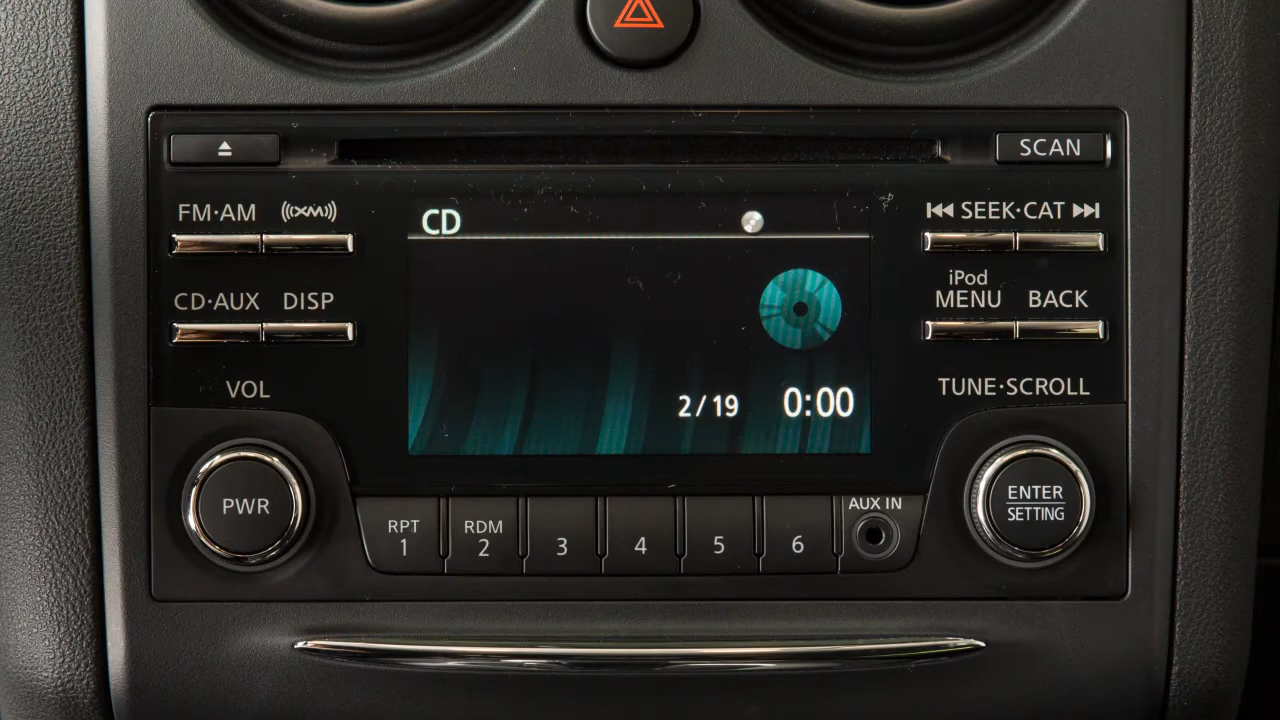 SCAN
FM·AM XM
SEEK·CAT
CD
CD·AUX DISP
iPod
MENU BACK
VOL
TUNE·SCROLL
2/19 0:00
PWR
ENTER
SETTING
AUX IN
RPT
1
RDM
2
3
4
5
6